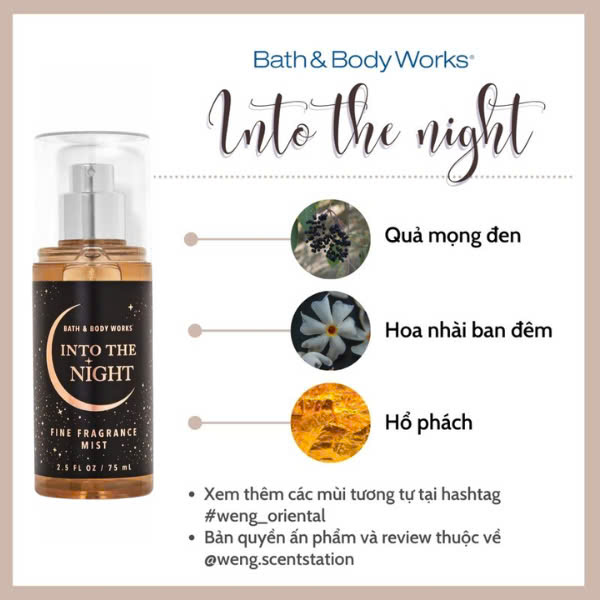 Bath & Body Works®
Into the night
Quả mọng đen
Hoa nhài ban đêm
Hổ phách
BATH & BODY WORKS®
INTO THE
NIGHT
FINE FRAGRANCE
MIST
2.5 FL OZ / 75 mL
• Xem thêm các mùi tương tự tại hashtag
#weng_oriental
• Bản quyền ấn phẩm và review thuộc về
@weng.scentstation